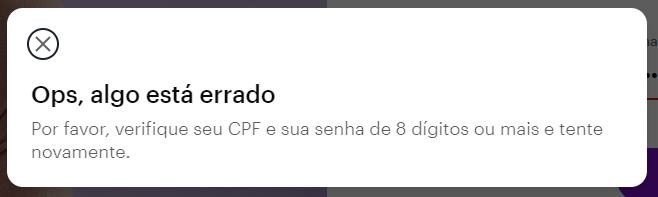 Ops, algo está errado
Por favor, verifique seu CPF e sua senha de 8 dígitos ou mais e tente
novamente.